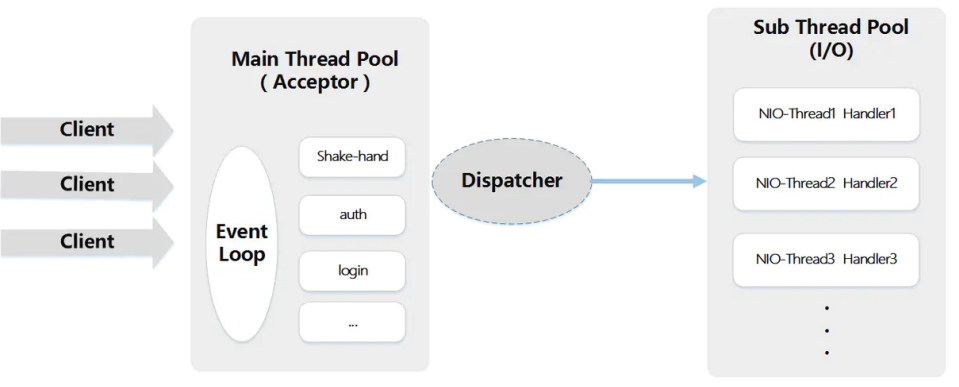 Client
Client
Client
Main Thread Pool
( Acceptor )
Event
Loop
Shake-hand
auth
login
...
Dispatcher
Sub Thread Pool
(I/O)
NIO-Thread1 Handler1
NIO-Thread2 Handler2
NIO-Thread3 Handler3